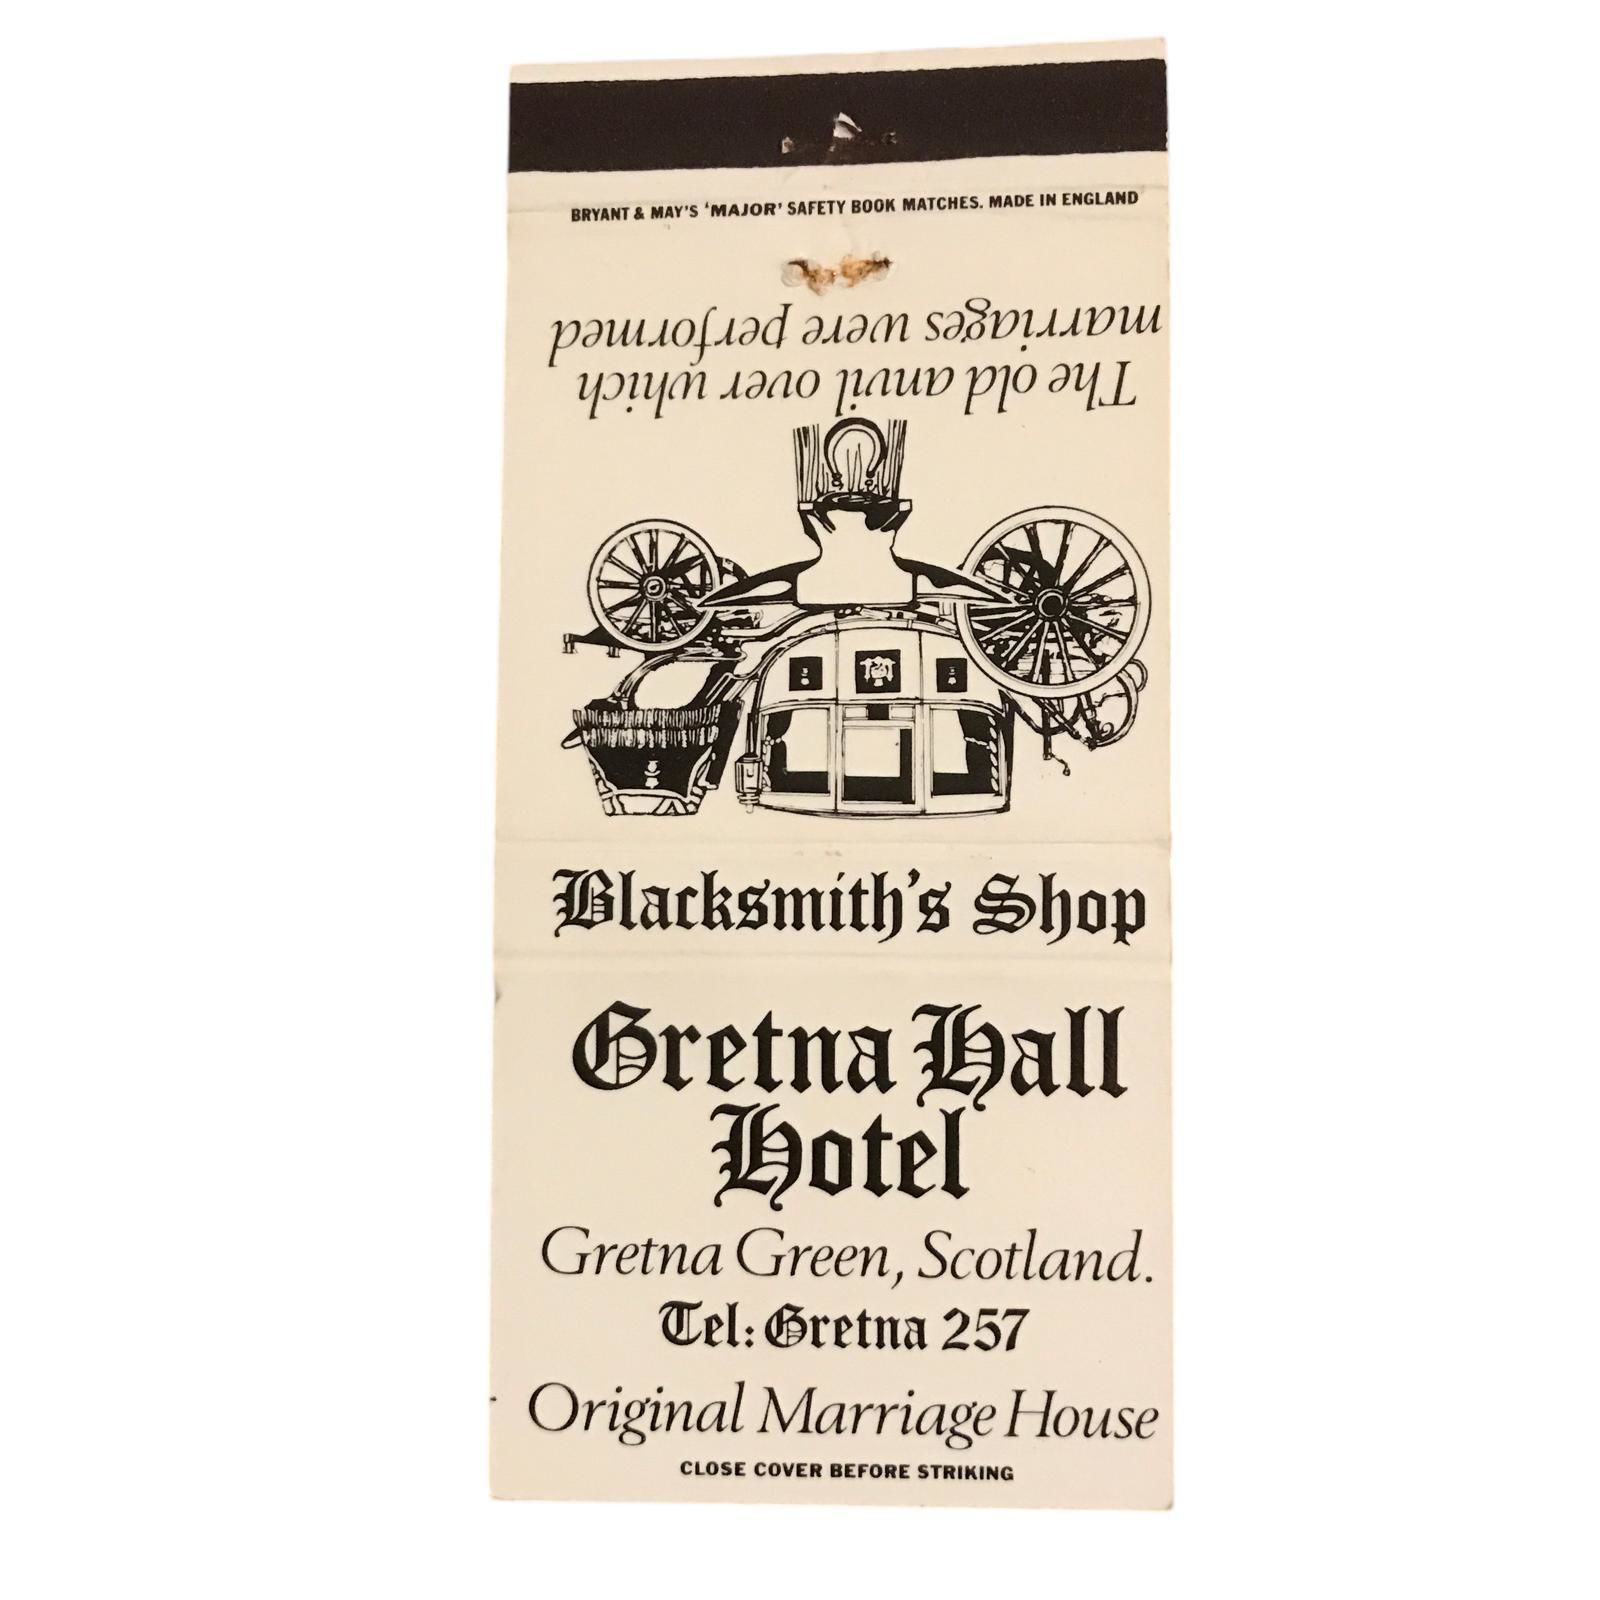 BRYANT & MAY'S 'MAJOR' SAFETY BOOK MATCHES. MADE IN ENGLAND
The old anvil over which
marriages were performed
Blacksmith's Shop
Gretna Hall
Hotel
Gretna Green, Scotland.
Tel: Gretna 257
Original Marriage House
CLOSE COVER BEFORE STRIKING